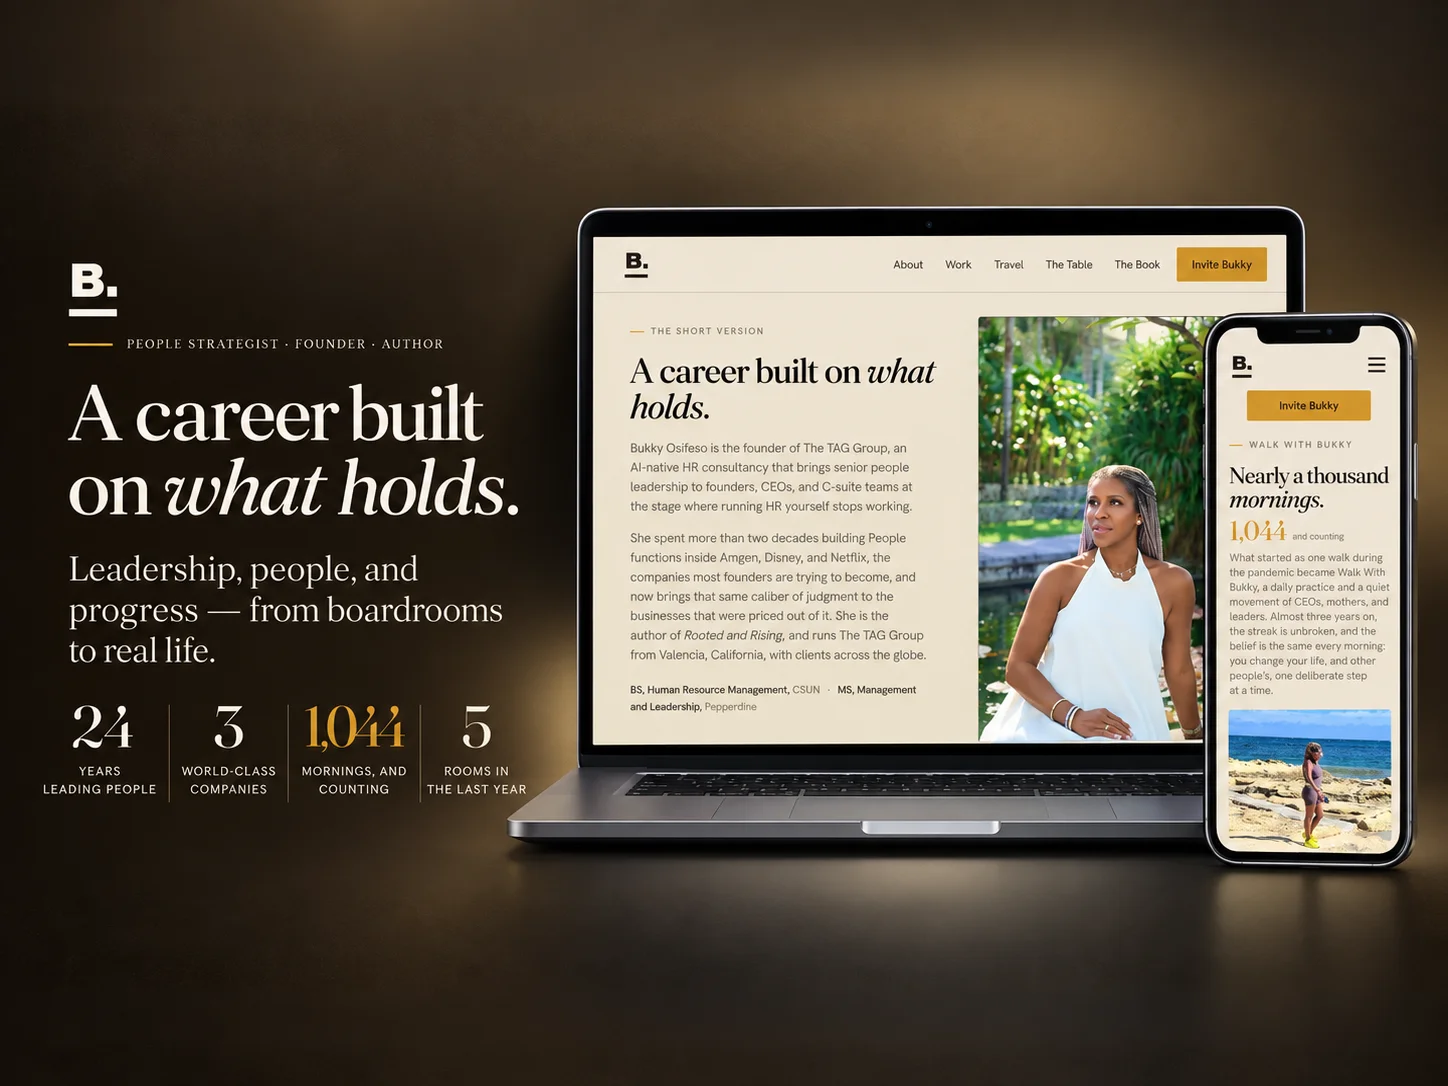 B.
PEOPLE STRATEGIST · FOUNDER · AUTHOR
A career built
on what holds.
Leadership, people, and
progress — from boardrooms
to real life.
24
YEARS
LEADING PEOPLE
3
WORLD-CLASS
COMPANIES
1,044
MORNINGS, AND
COUNTING
5
ROOMS IN
THE LAST YEAR
B.
About Work Travel The Table The Book Invite Bukky
THE SHORT VERSION
A career built on what
holds.
Bukky Osifeso is the founder of The TAG Group, an
AI-native HR consultancy that brings senior people
leadership to founders, CEOs, and C-suite teams at
the stage where running HR yourself stops working.
She spent more than two decades building People
functions inside Amgen, Disney, and Netflix, the
companies most founders are trying to become, and
now brings that same caliber of judgment to the
businesses that were priced out of it. She is the
author of Rooted and Rising, and runs The TAG Group
from Valencia, California, with clients across the globe.
BS, Human Resource Management, CSUN · MS, Management
and Leadership, Pepperdine
B.
Invite Bukky
WALK WITH BUKKY
Nearly a thousand
mornings.
1,044 and counting
What started as one walk during
the pandemic became Walk With
Bukky, a daily practice and a quiet
movement of CEOs, mothers, and
leaders. Almost three years on,
the streak is unbroken, and the
belief is the same every morning:
you change your life, and other
people's, one deliberate step
at a time.